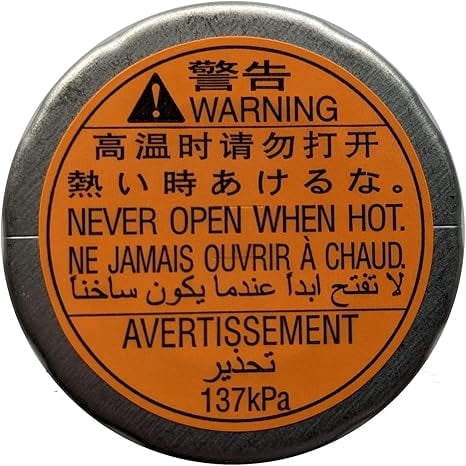 警告
WARNING
高温时请勿打开
熱い時あけるな。
NEVER OPEN WHEN HOT.
NE JAMAIS OUVRIR À CHAUD.
لا تفتح ابداً عندما يكون ساخناً
AVERTISSEMENT
تحذير
137kPa